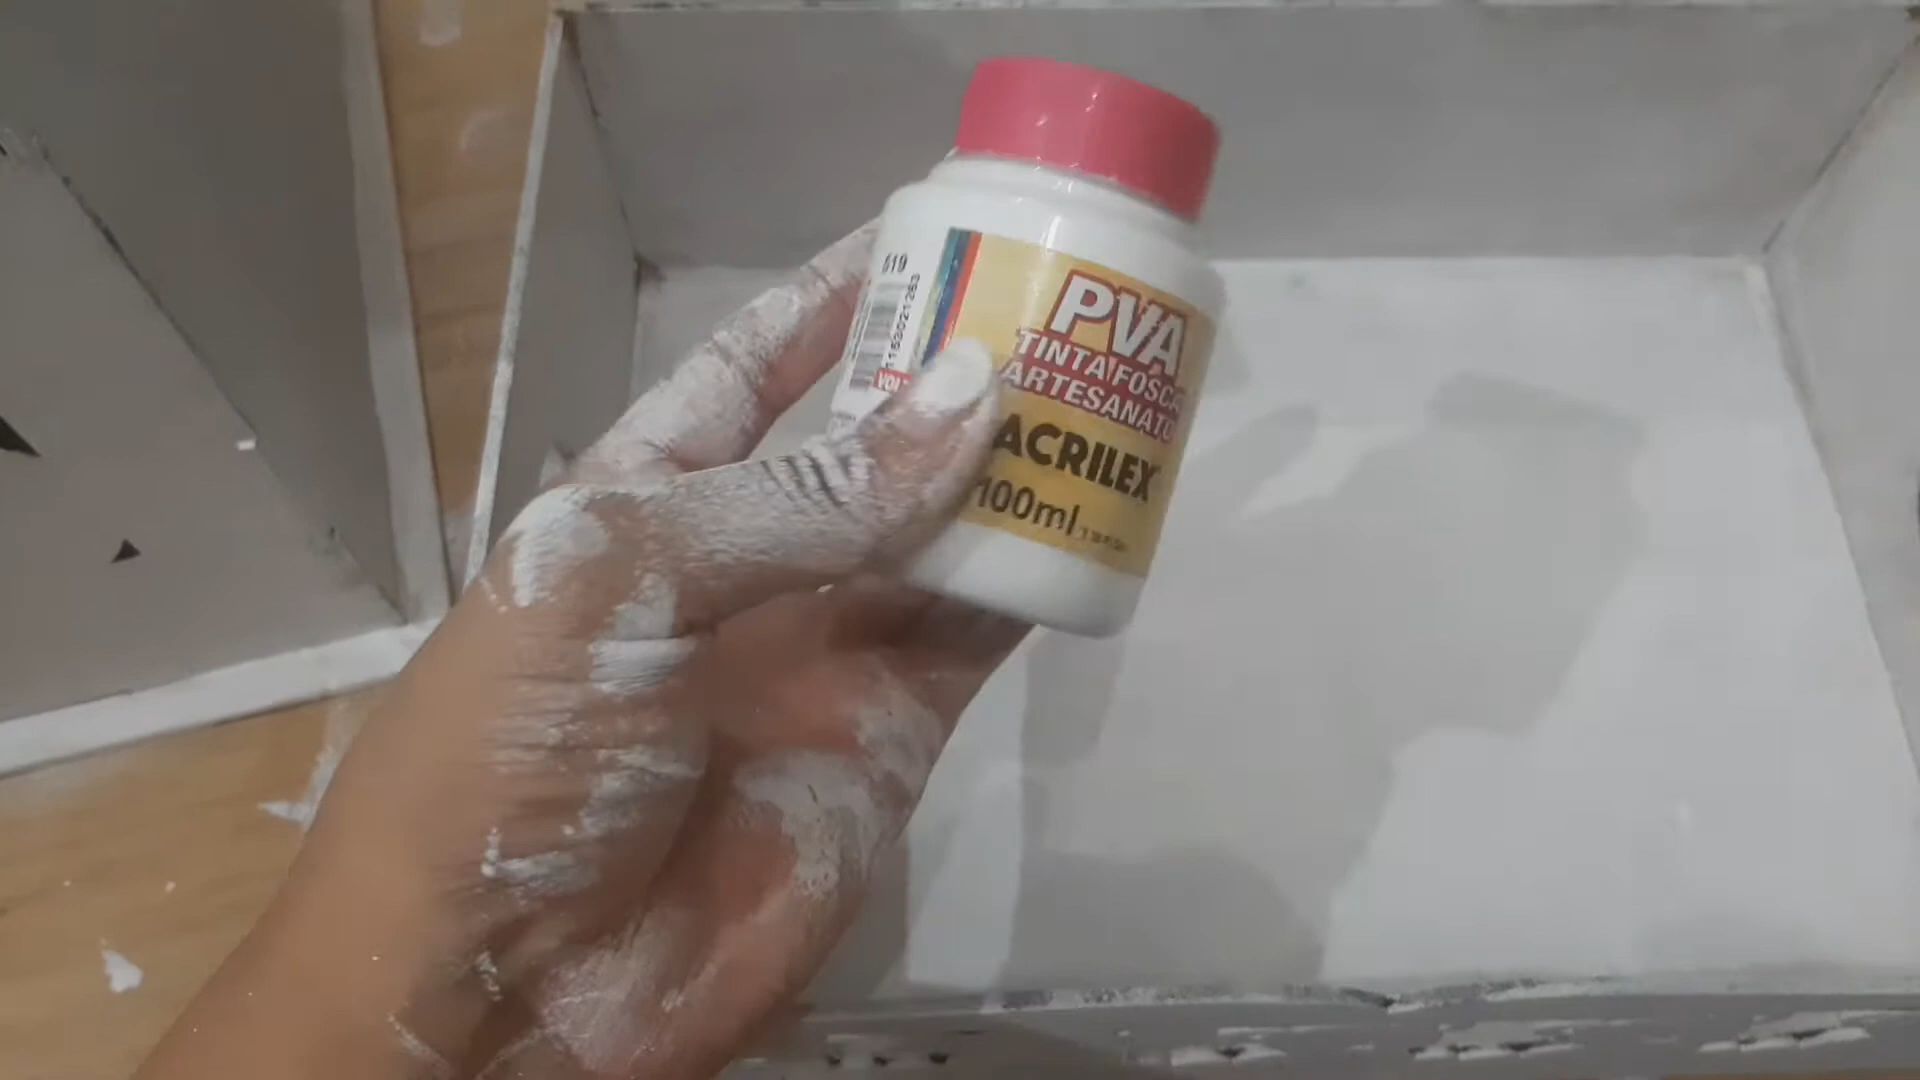 519
PVA
TINTA FOSCA
ARTESANATO
ACRILEX
100ml